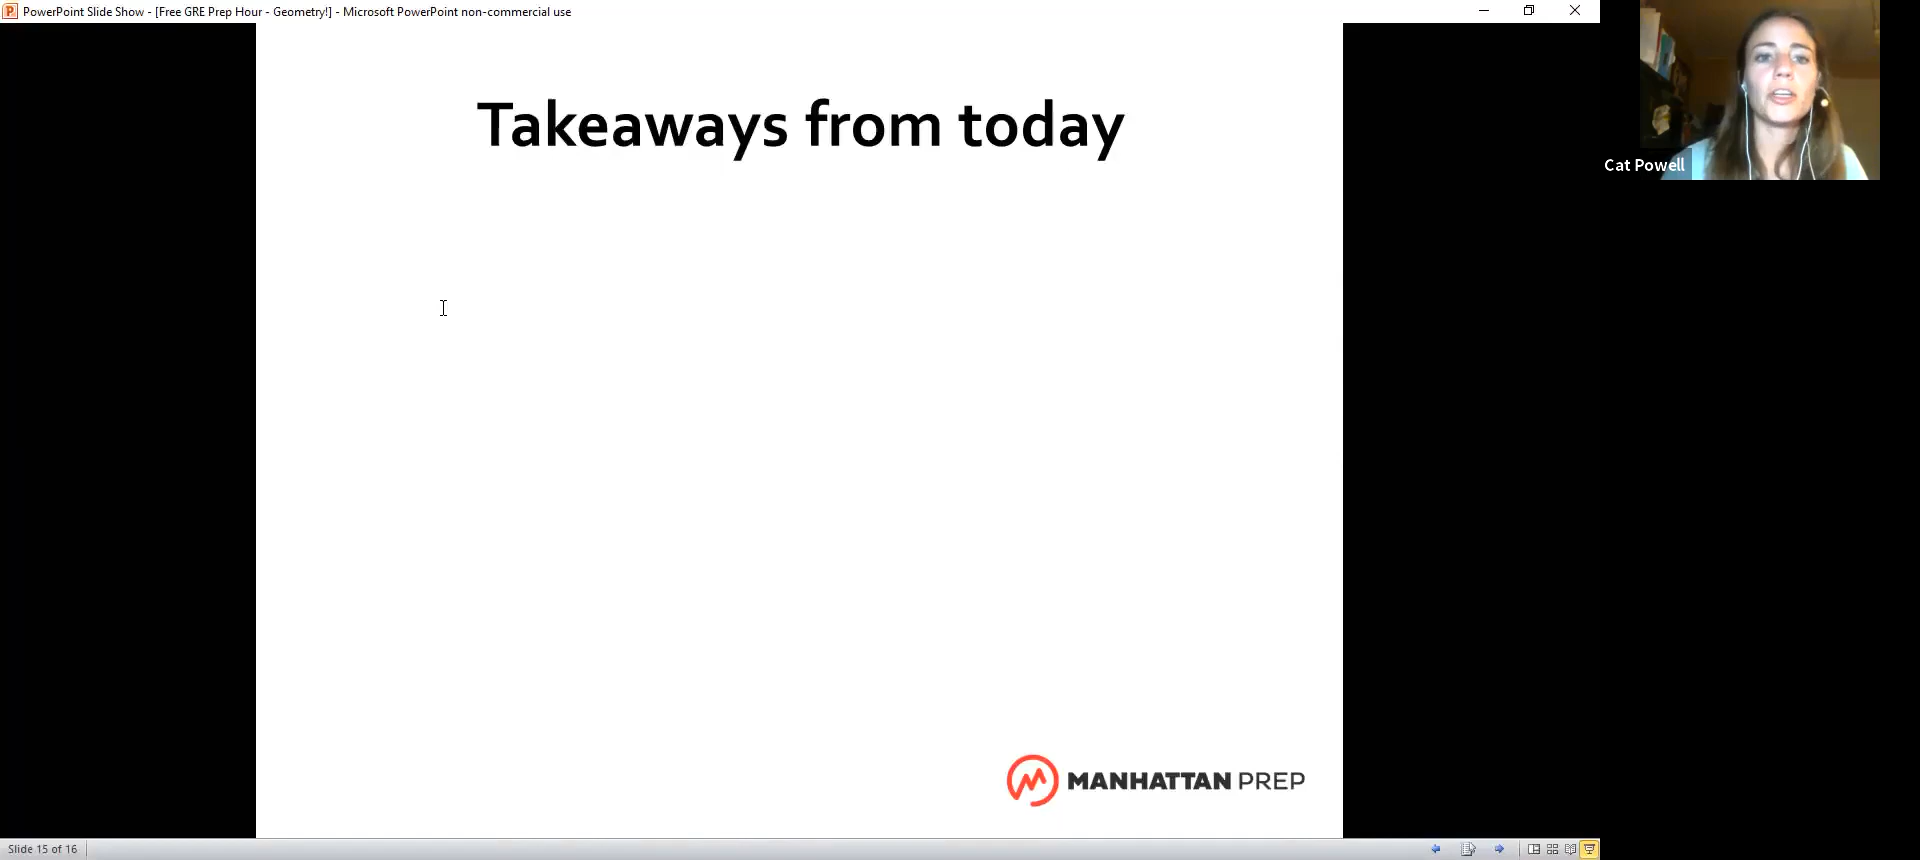 PowerPoint Slide Show - [Free GRE Prep Hour - Geometry!] - Microsoft PowerPoint non-commercial use
Takeaways from today
Cat Powell
MANHATTAN PREP
Slide 15 of 16